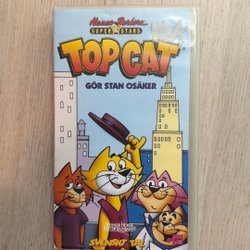 Hanna-Barbera
SUPER STARS
TOP CAT
GÖR STAN OSÄKER
SVENSKT TAL